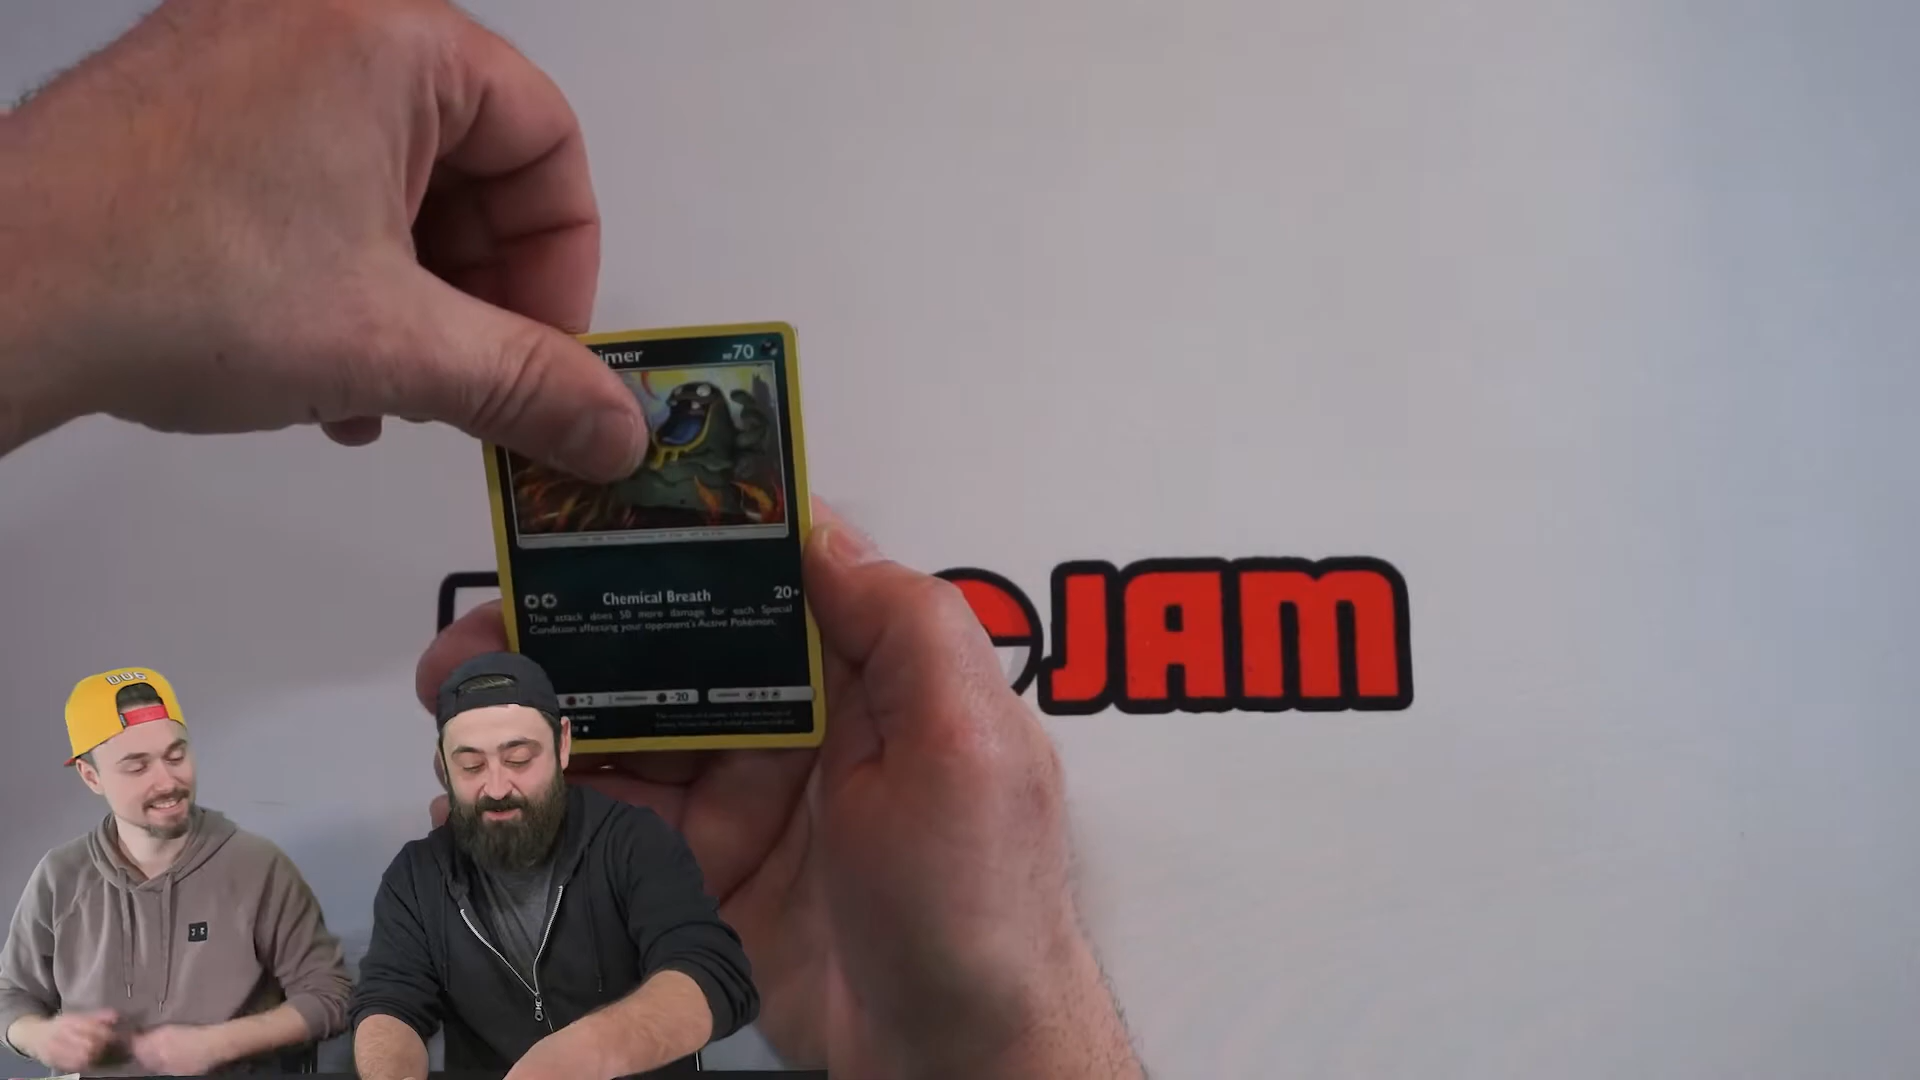 imer 70
Chemical Breath 20+
This attack does 50 more damage for each Special
Condition affecting your opponent's Active Pokémon.
×2 -20
JAM
DUG